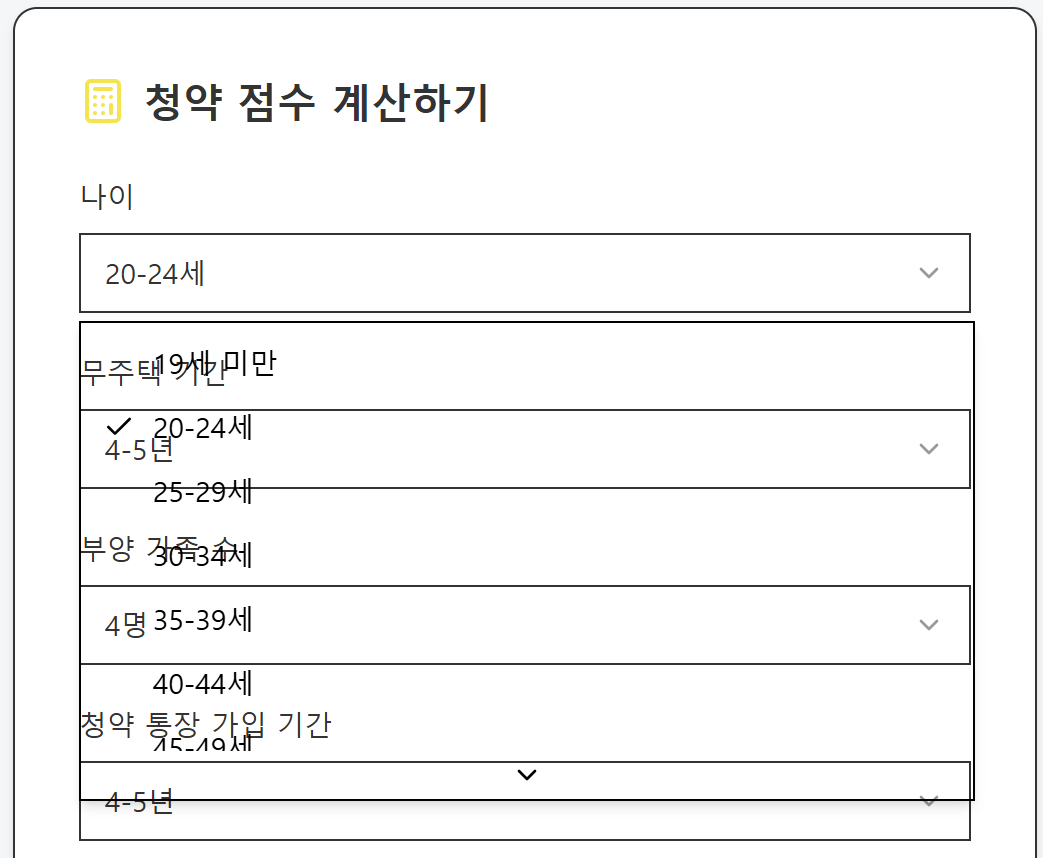 청약 점수 계산하기
나이
20-24세
19세 미만
무주택 기간
20-24세
4-5년
25-29세
부양 가족 수
30-34세
35-39세
4명
40-44세
청약 통장 가입 기간
45-49세
4-5년